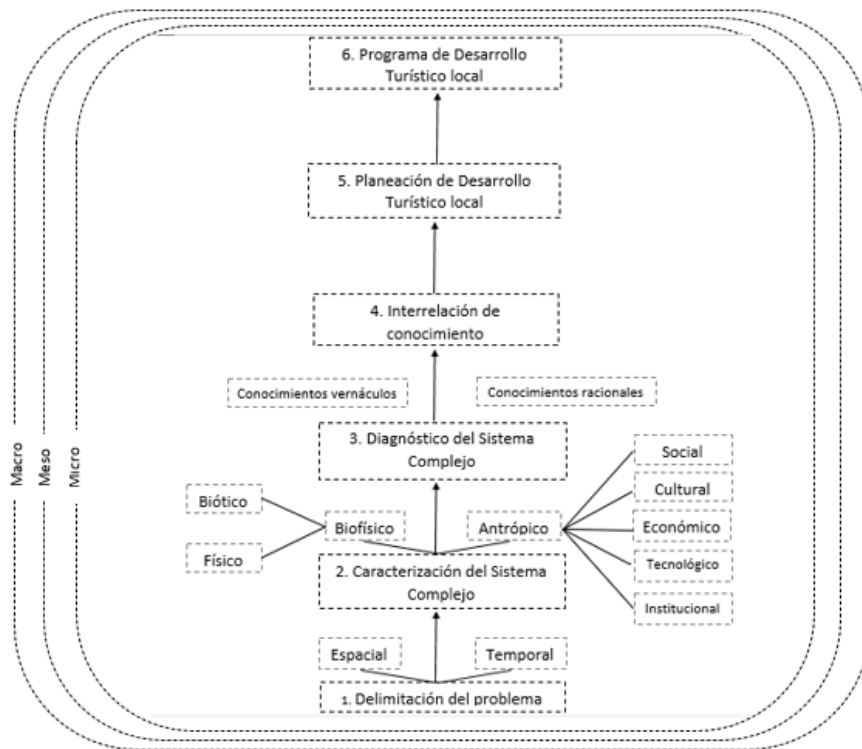 6. Programa de Desarrollo
Turístico local
5. Planeación de Desarrollo
Turístico local
4. Interrelación de
conocimiento
Conocimientos vernáculos
Conocimientos racionales
3. Diagnóstico del Sistema
Complejo
Macro
Meso
Micro
Social
Cultural
Económico
Tecnológico
Institucional
Biótico
Físico
Biofísico
Antrópico
2. Caracterización del Sistema
Complejo
Espacial
Temporal
1. Delimitación del problema